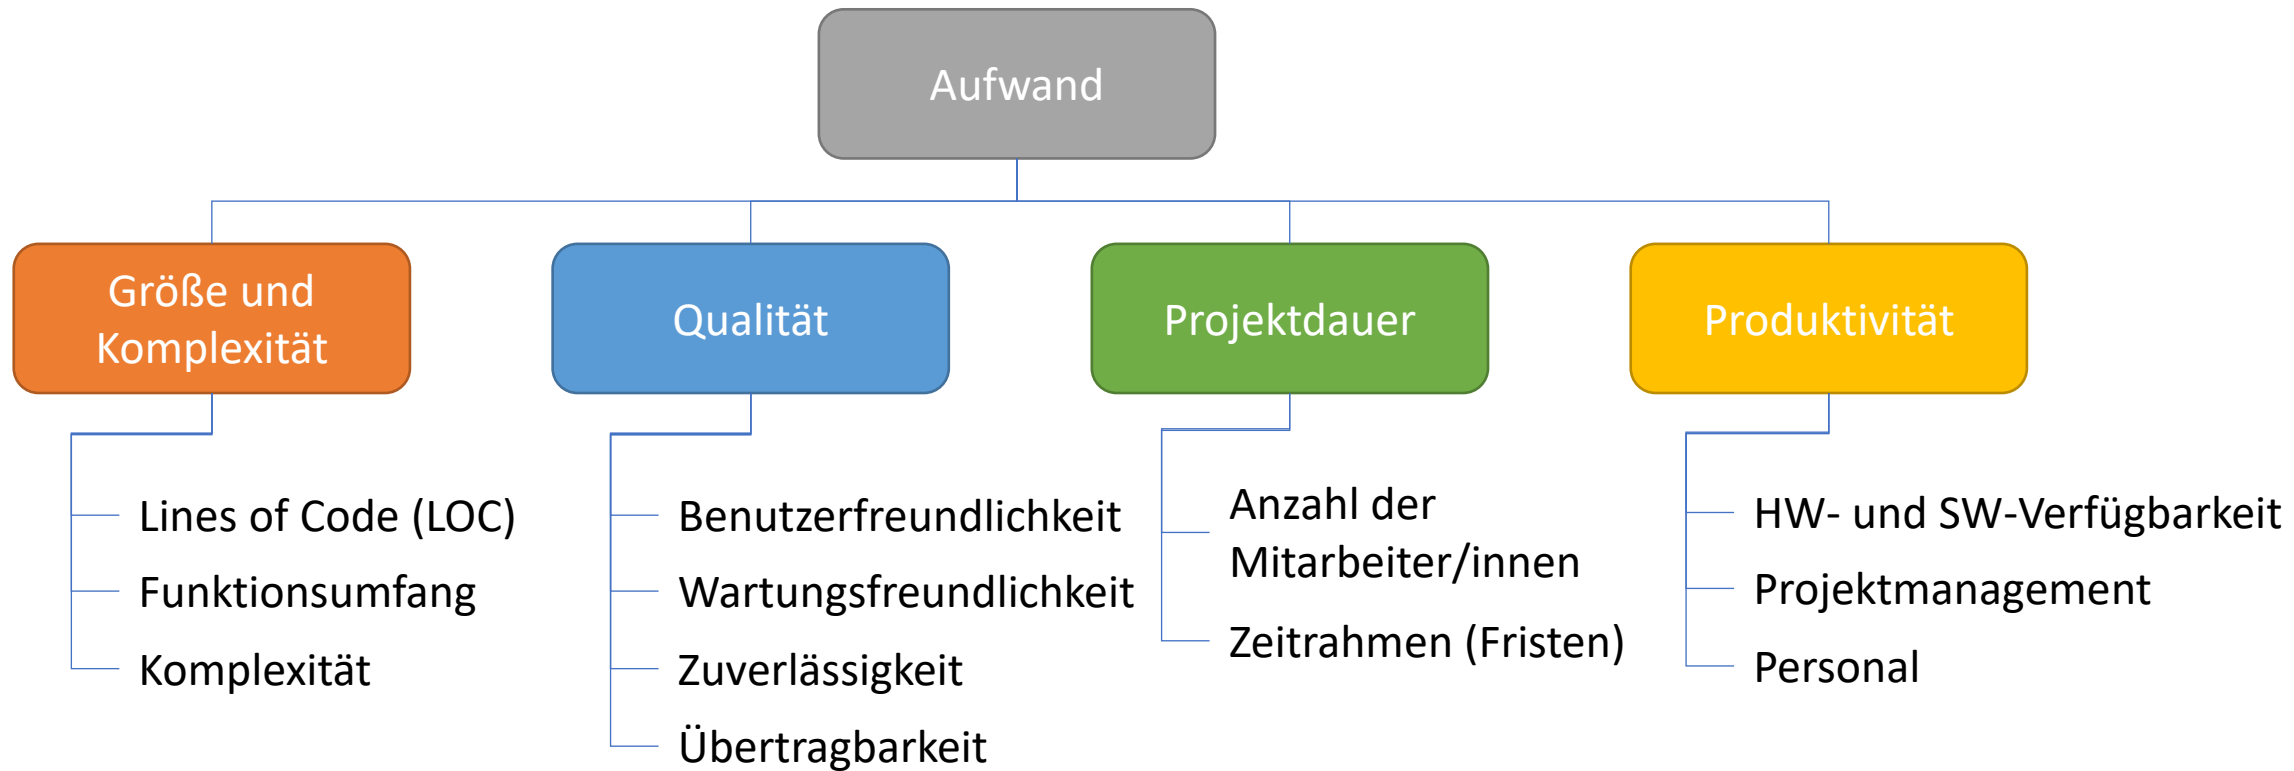 Aufwand
Größe und
Komplexität
Lines of Code (LOC)
Funktionsumfang
Komplexität
Qualität
Benutzerfreundlichkeit
Wartungsfreundlichkeit
Zuverlässigkeit
Übertragbarkeit
Projektdauer
Anzahl der
Mitarbeiter/innen
Zeitrahmen (Fristen)
Produktivität
HW- und SW-Verfügbarkeit
Projektmanagement
Personal